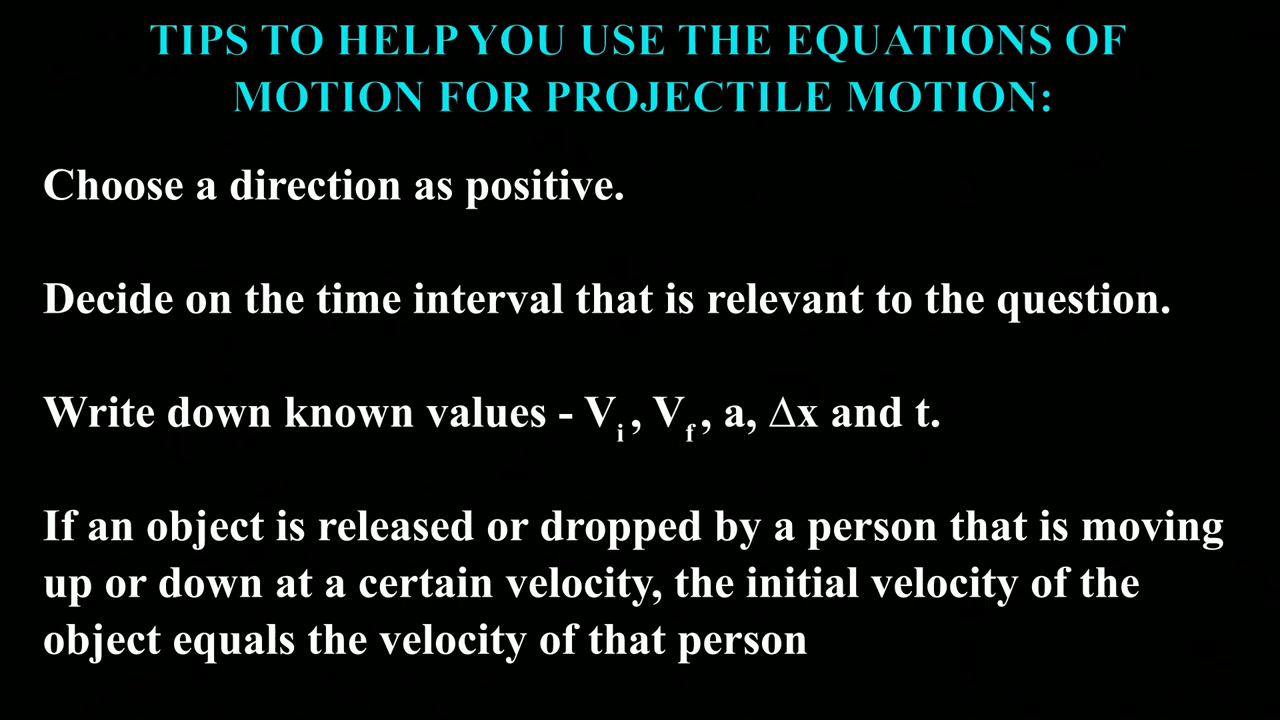 TIPS TO HELP YOU USE THE EQUATIONS OF
MOTION FOR PROJECTILE MOTION:
Choose a direction as positive.
Decide on the time interval that is relevant to the question.
Write down known values - Vi, Vf, a, Δx and t.
If an object is released or dropped by a person that is moving
up or down at a certain velocity, the initial velocity of the
object equals the velocity of that person